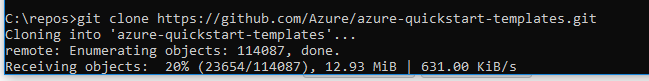 C:\repos>git clone https://github.com/Azure/azure-quickstart-templates.git
Cloning into 'azure-quickstart-templates'...
remote: Enumerating objects: 114087, done.
Receiving objects:  20% (23654/114087), 12.93 MiB | 631.00 KiB/s